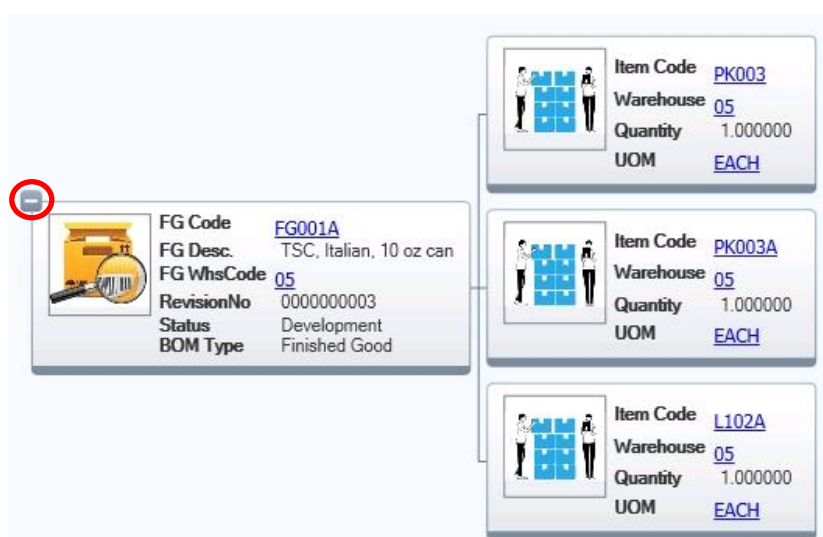 Item Code PK003
Warehouse 05
Quantity 1.000000
UOM EACH
FG Code FG001A
FG Desc. TSC, Italian, 10 oz can
FG WhsCode 05
RevisionNo 0000000003
Status Development
BOM Type Finished Good
Item Code PK003A
Warehouse 05
Quantity 1.000000
UOM EACH
Item Code L102A
Warehouse 05
Quantity 1.000000
UOM EACH